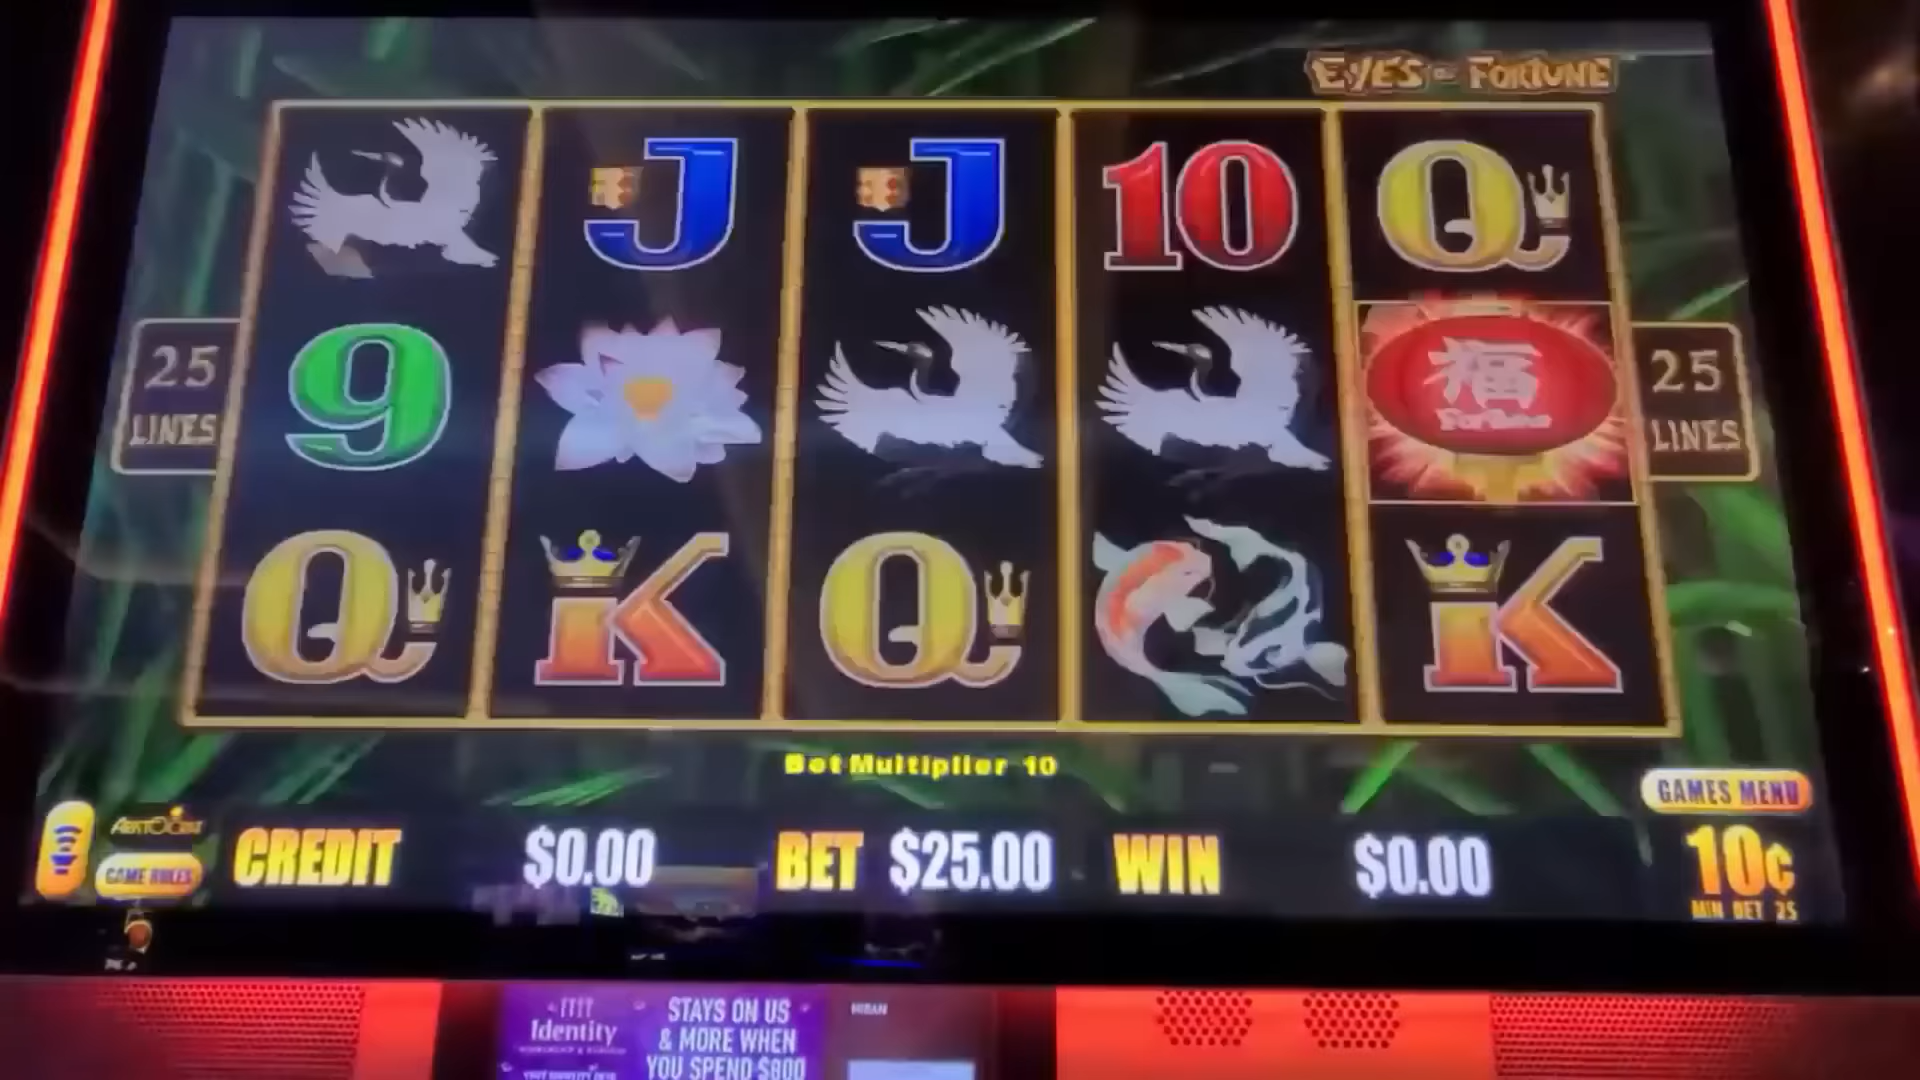 EYES OF FORTUNE
J J 10 Q
25 LINES
9
福
Fortune
25 LINES
Q K Q K
Bet Multiplier 10
GAMES MENU
GAME RULES
CREDIT $0.00 BET $25.00 WIN $0.00
10¢
MIN BET 25
Identity
STAYS ON US
& MORE WHEN
YOU SPEND $800